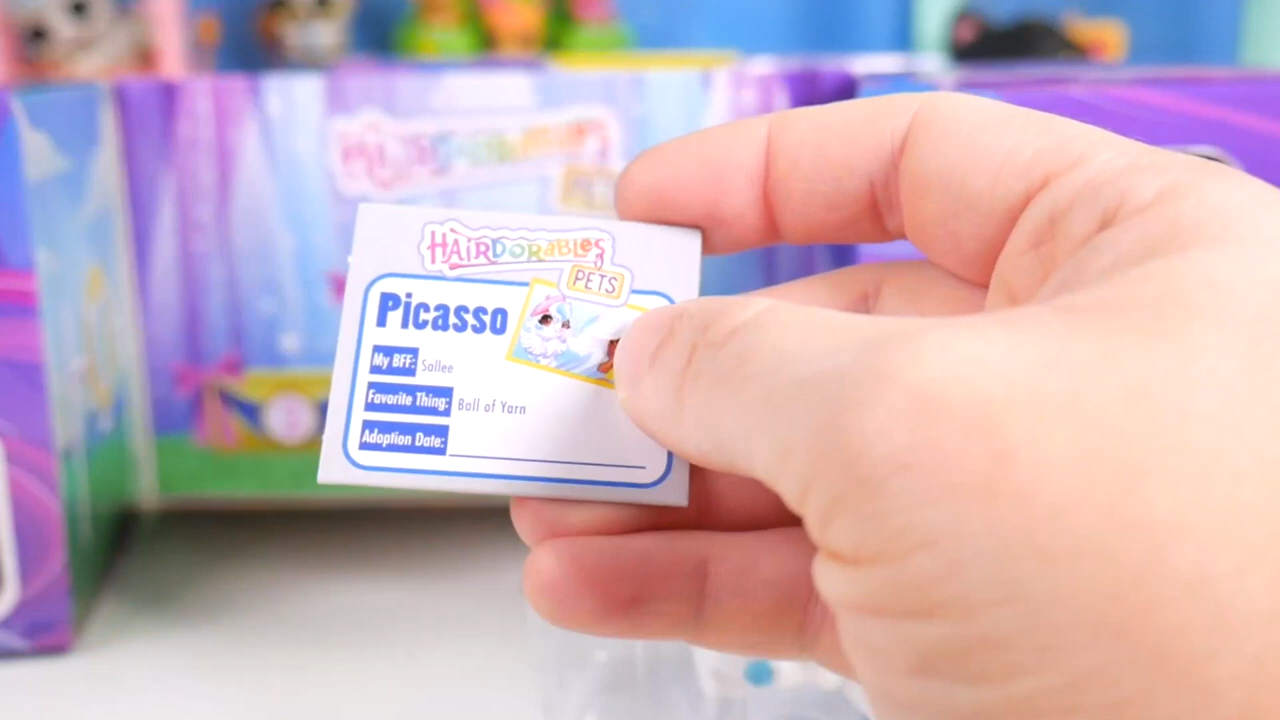 HAIRDORABLES
PETS
Picasso
My BFF: Sallee
Favorite Thing: Ball of Yarn
Adoption Date: